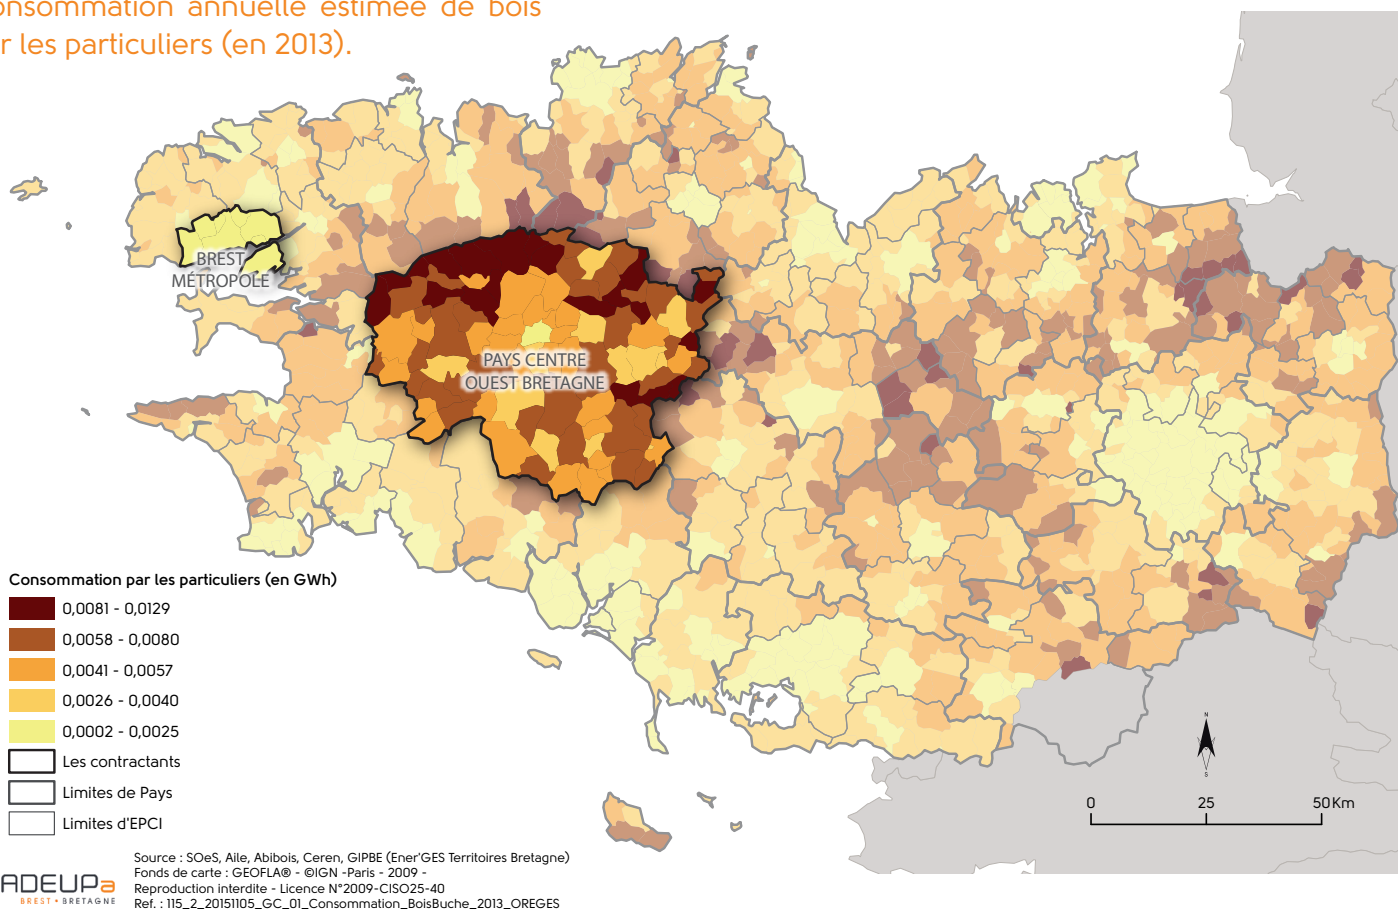 onsommation annuelle estimée de bois
r les particuliers (en 2013).
BREST
MÉTROPOLE
PAYS CENTRE
OUEST BRETAGNE
Consommation par les particuliers (en GWh)
0,0081 - 0,0129
0,0058 - 0,0080
0,0041 - 0,0057
0,0026 - 0,0040
0,0002 - 0,0025
Les contractants
Limites de Pays
Limites d'EPCI
N
S
0 25 50Km
Source : SOeS, Aile, Abibois, Ceren, GIPBE (Ener'GES Territoires Bretagne)
Fonds de carte : GEOFLA® - ©IGN -Paris - 2009 -
Reproduction interdite - Licence N°2009-CISO25-40
Ref. : 115_2_20151105_GC_01_Consommation_BoisBuche_2013_OREGES
ADEUPa
BREST • BRETAGNE